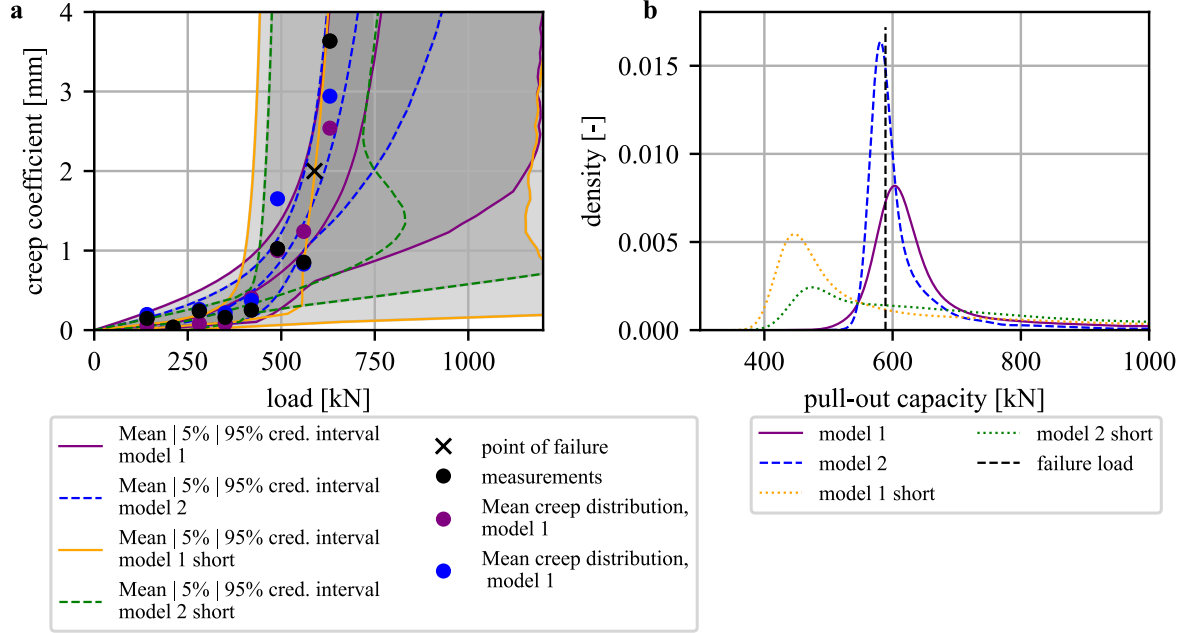 a
4
3
2
1
0
creep coefficient [mm]
0
250
500
750
1000
load [kN]
Mean | 5% | 95% cred. interval
model 1
Mean | 5% | 95% cred. interval
model 2
Mean | 5% | 95% cred. interval
model 1 short
Mean | 5% | 95% cred. interval
model 2 short
point of failure
measurements
Mean creep distribution,
model 1
Mean creep distribution,
model 1
b
0.015
0.010
0.005
0.000
density [-]
400
600
800
1000
pull-out capacity [kN]
model 1
model 2
model 1 short
model 2 short
failure load